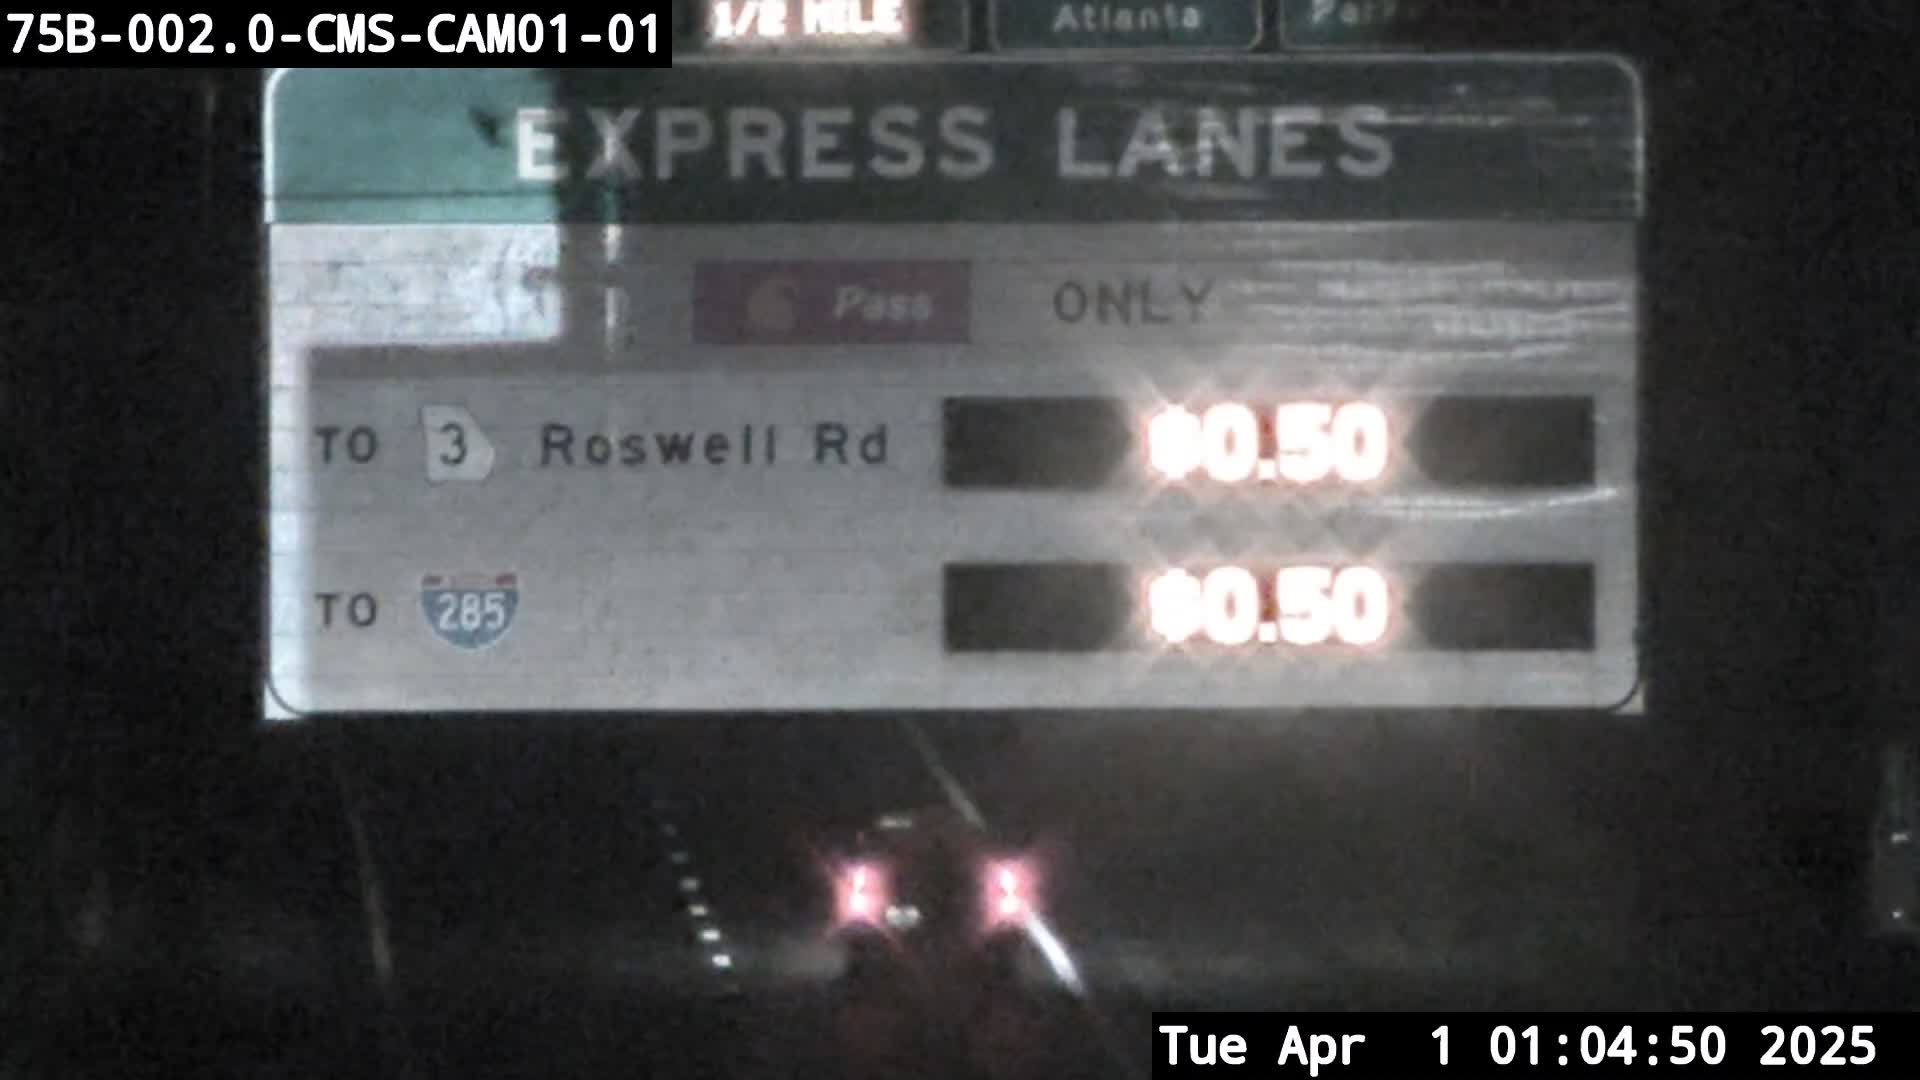 75B-002.0-CMS-CAM01-01
1/2 MILE
Atlanta
EXPRESS LANES
Pass ONLY
TO 3 Roswell Rd $0.50
TO 285 $0.50
Tue Apr 1 01:04:50 2025